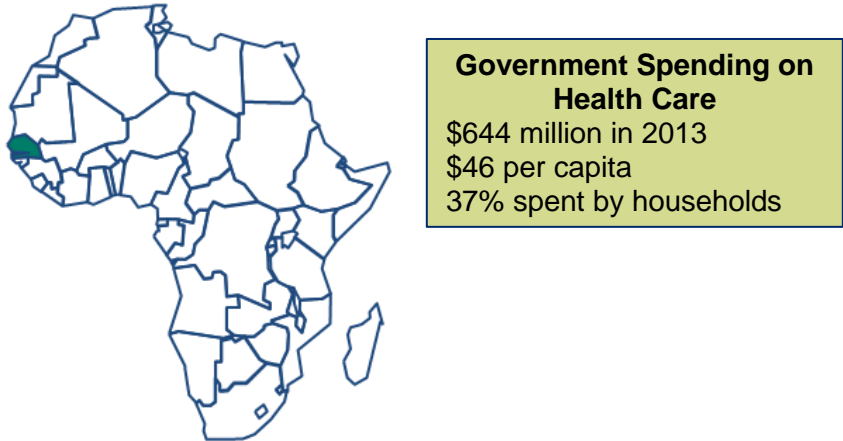 Government Spending on
Health Care
$644 million in 2013
$46 per capita
37% spent by households